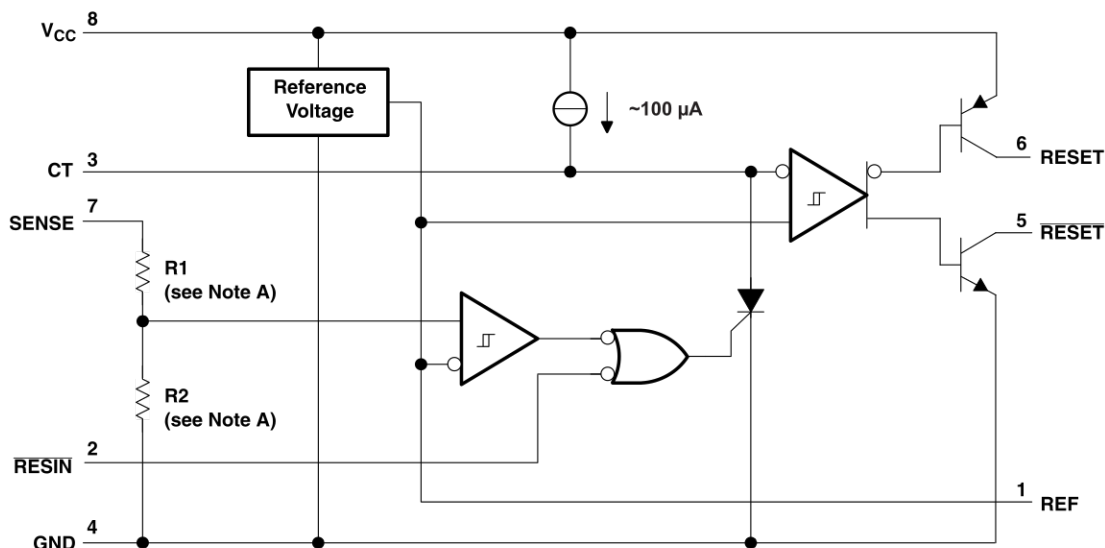 VCC 8
Reference
Voltage
~100 µA
CT 3
6 RESET
SENSE 7
5 RESET
R1
(see Note A)
R2
(see Note A)
RESIN 2
1 REF
GND 4